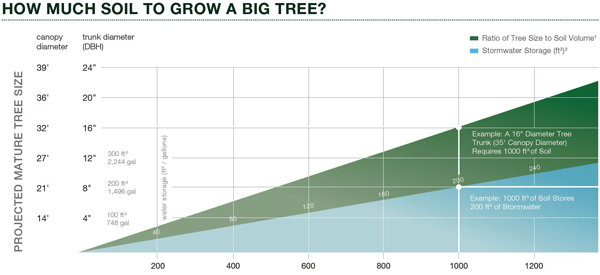 HOW MUCH SOIL TO GROW A BIG TREE?
canopy
diameter
trunk diameter
(DBH)
Ratio of Tree Size to Soil Volume¹
Stormwater Storage (ft³)²
PROJECTED MATURE TREE SIZE
39' 24"
36' 20"
32' 16"
27' 12"
21' 8"
14' 4"
300 ft³
2,244 gal
200 ft³
1,496 gal
100 ft³
748 gal
water storage (ft³ / gallons)
40
80
120
160
200
240
Example: A 16" Diameter Tree
Trunk (35' Canopy Diameter)
Requires 1000 ft³ of Soil
Example: 1000 ft³ of Soil Stores
200 ft³ of Stormwater
200 400 600 800 1000 1200